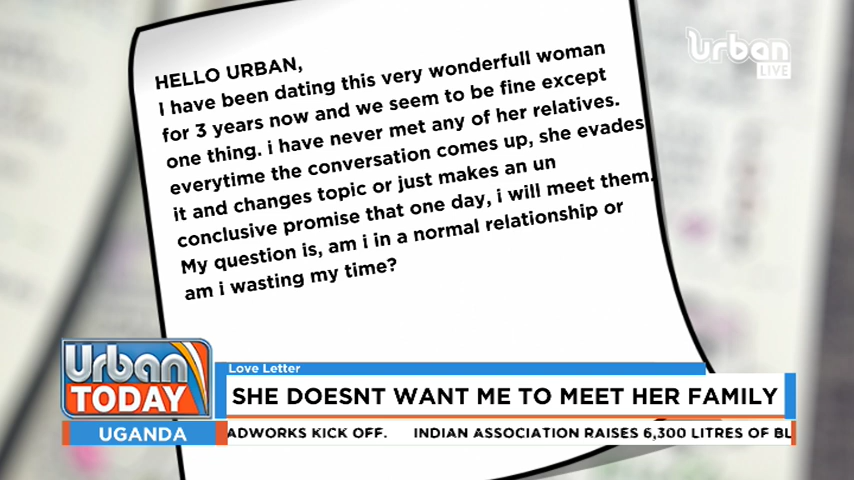 Urban
LIVE
HELLO URBAN,
I have been dating this very wonderfull woman
for 3 years now and we seem to be fine except
one thing. i have never met any of her relatives.
everytime the conversation comes up, she evades
it and changes topic or just makes an un
conclusive promise that one day, i will meet them.
My question is, am i in a normal relationship or
am i wasting my time?
Urban
TODAY
UGANDA
Love Letter
SHE DOESNT WANT ME TO MEET HER FAMILY
ADWORKS KICK OFF. INDIAN ASSOCIATION RAISES 6,300 LITRES OF BL